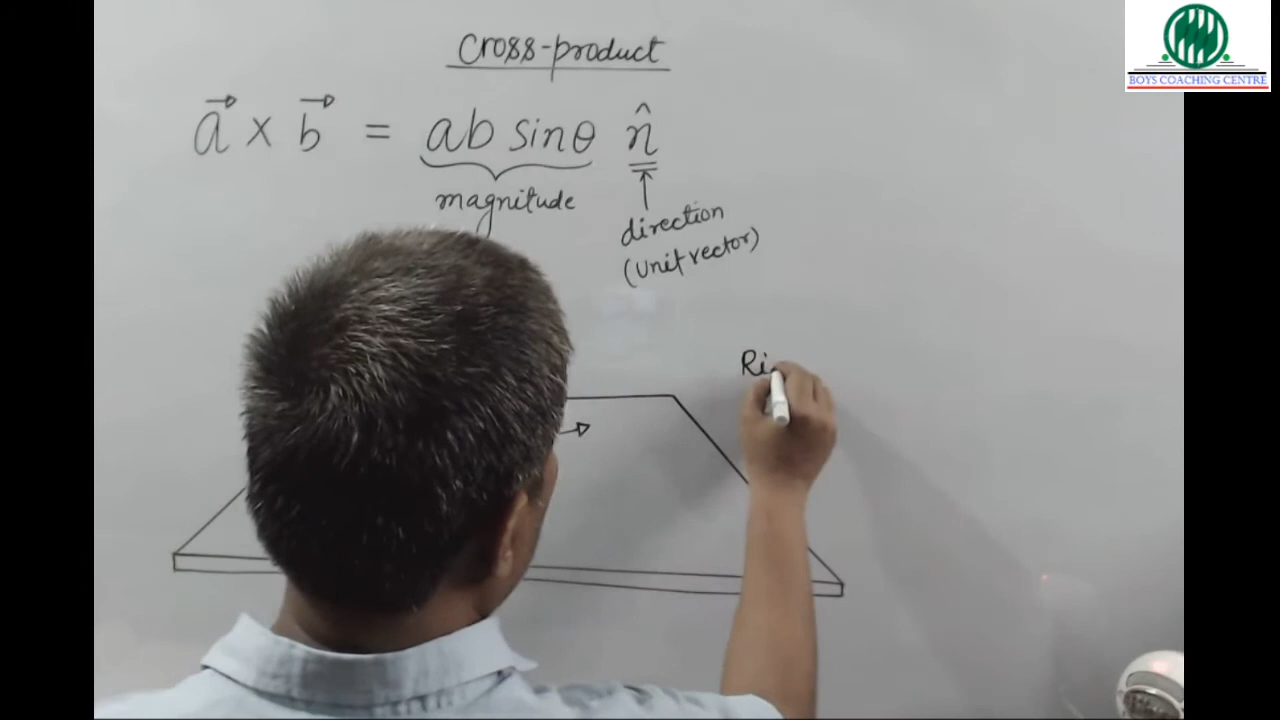 Cross-product
a⃗ × b⃗ = ab sinθ n̂
magnitude
direction
(unit vector)
Ri
BOYS COACHING CENTRE